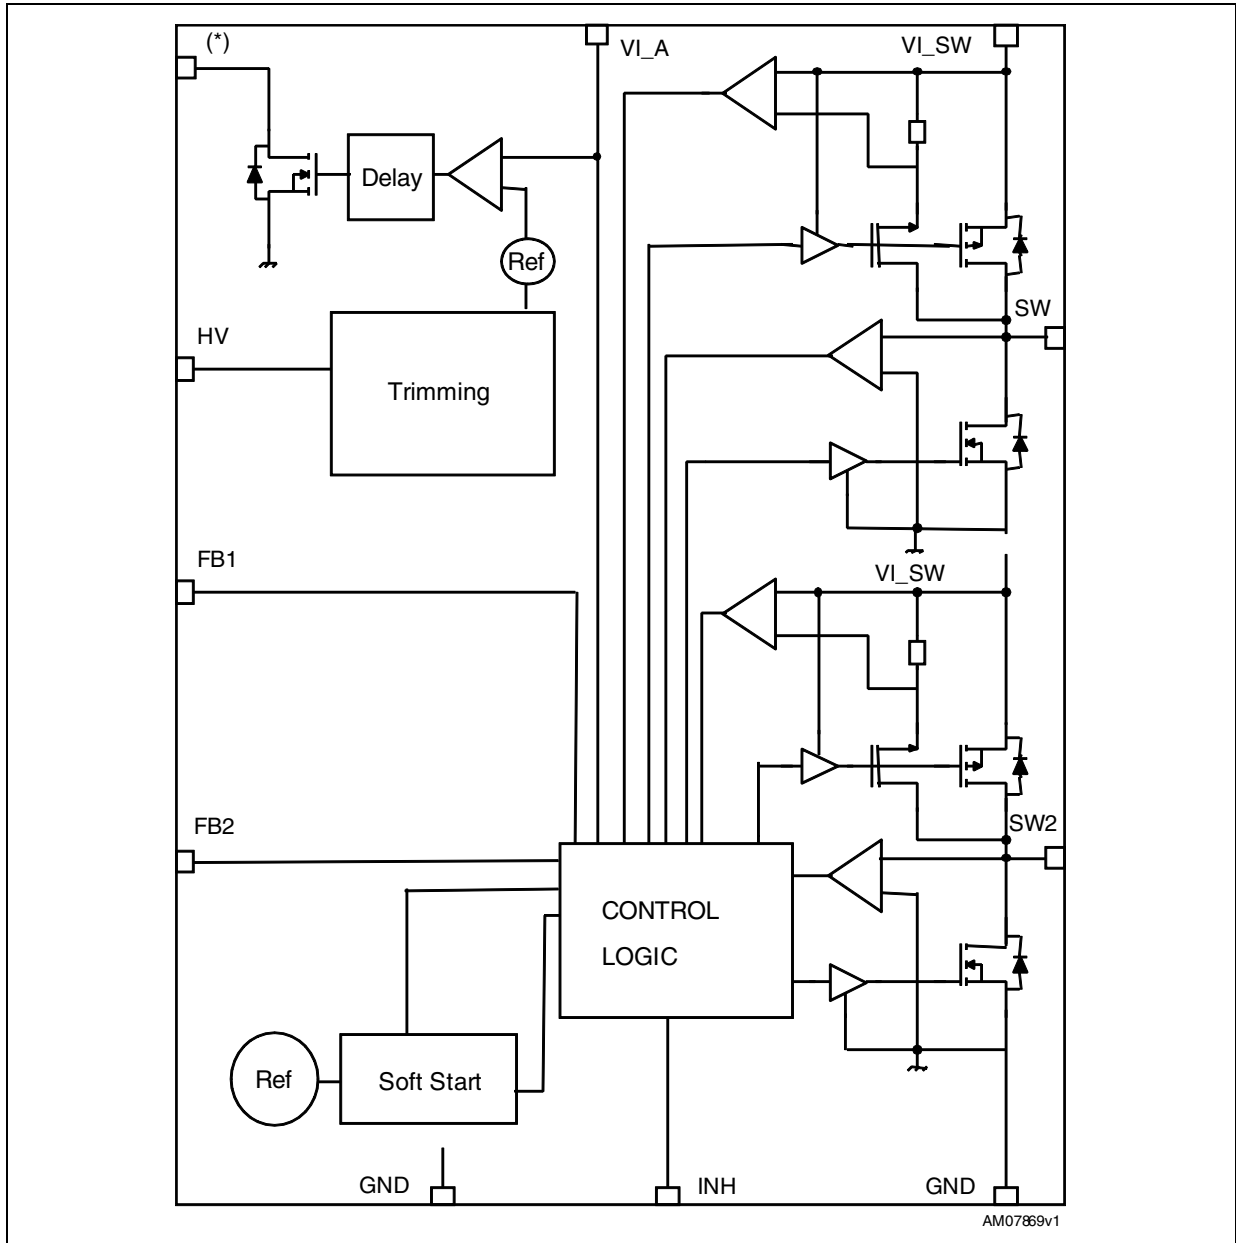 (*)
VI_A
VI_SW
Delay
Ref
HV
SW
Trimming
FB1
VI_SW
FB2
SW2
CONTROL
LOGIC
Ref
Soft Start
GND
INH
GND
AM07869v1